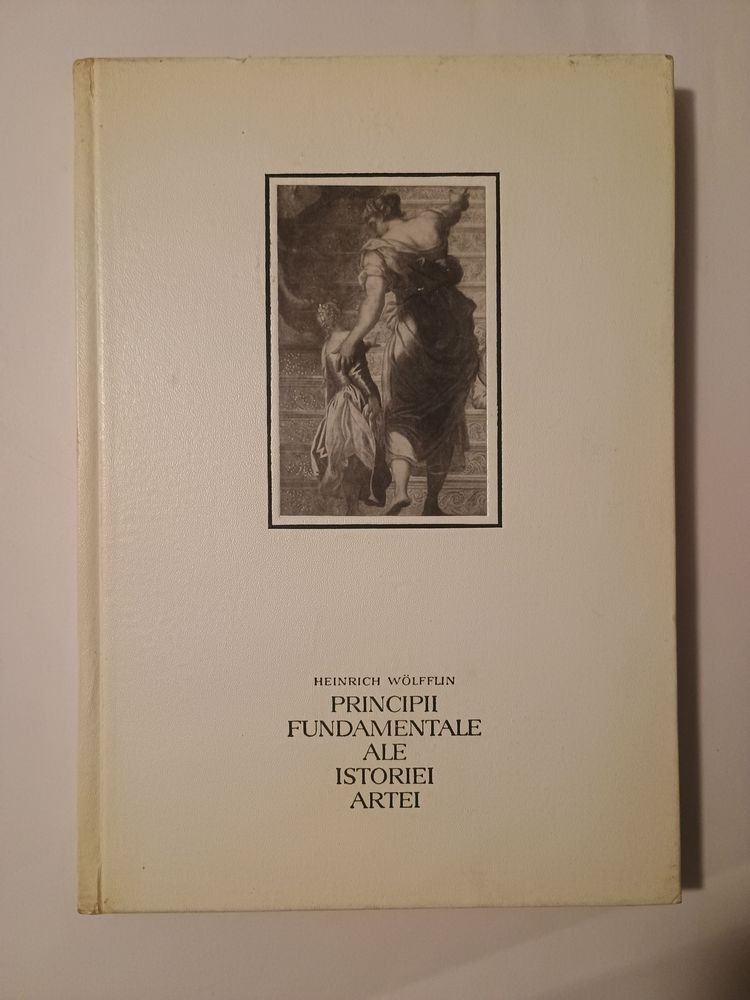 HEINRICH WÖLFFLIN
PRINCIPII
FUNDAMENTALE
ALE
ISTORIEI
ARTEI